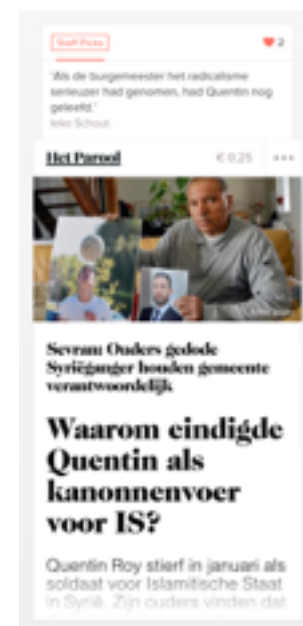 Staff Picks
2
'Als de burgemeester het radicalisme
serieuzer had genomen, had Quentin nog
geleefd.'
Ieke Schout
Het Parool
€ 0,25
Sevran: Ouders gedode
Syriëganger houden gemeente
verantwoordelijk
Waarom eindigde
Quentin als
kanonnenvoer
voor IS?
Quentin Roy stierf in januari als
soldaat voor Islamitische Staat
in Syrië. Zijn ouders vinden dat